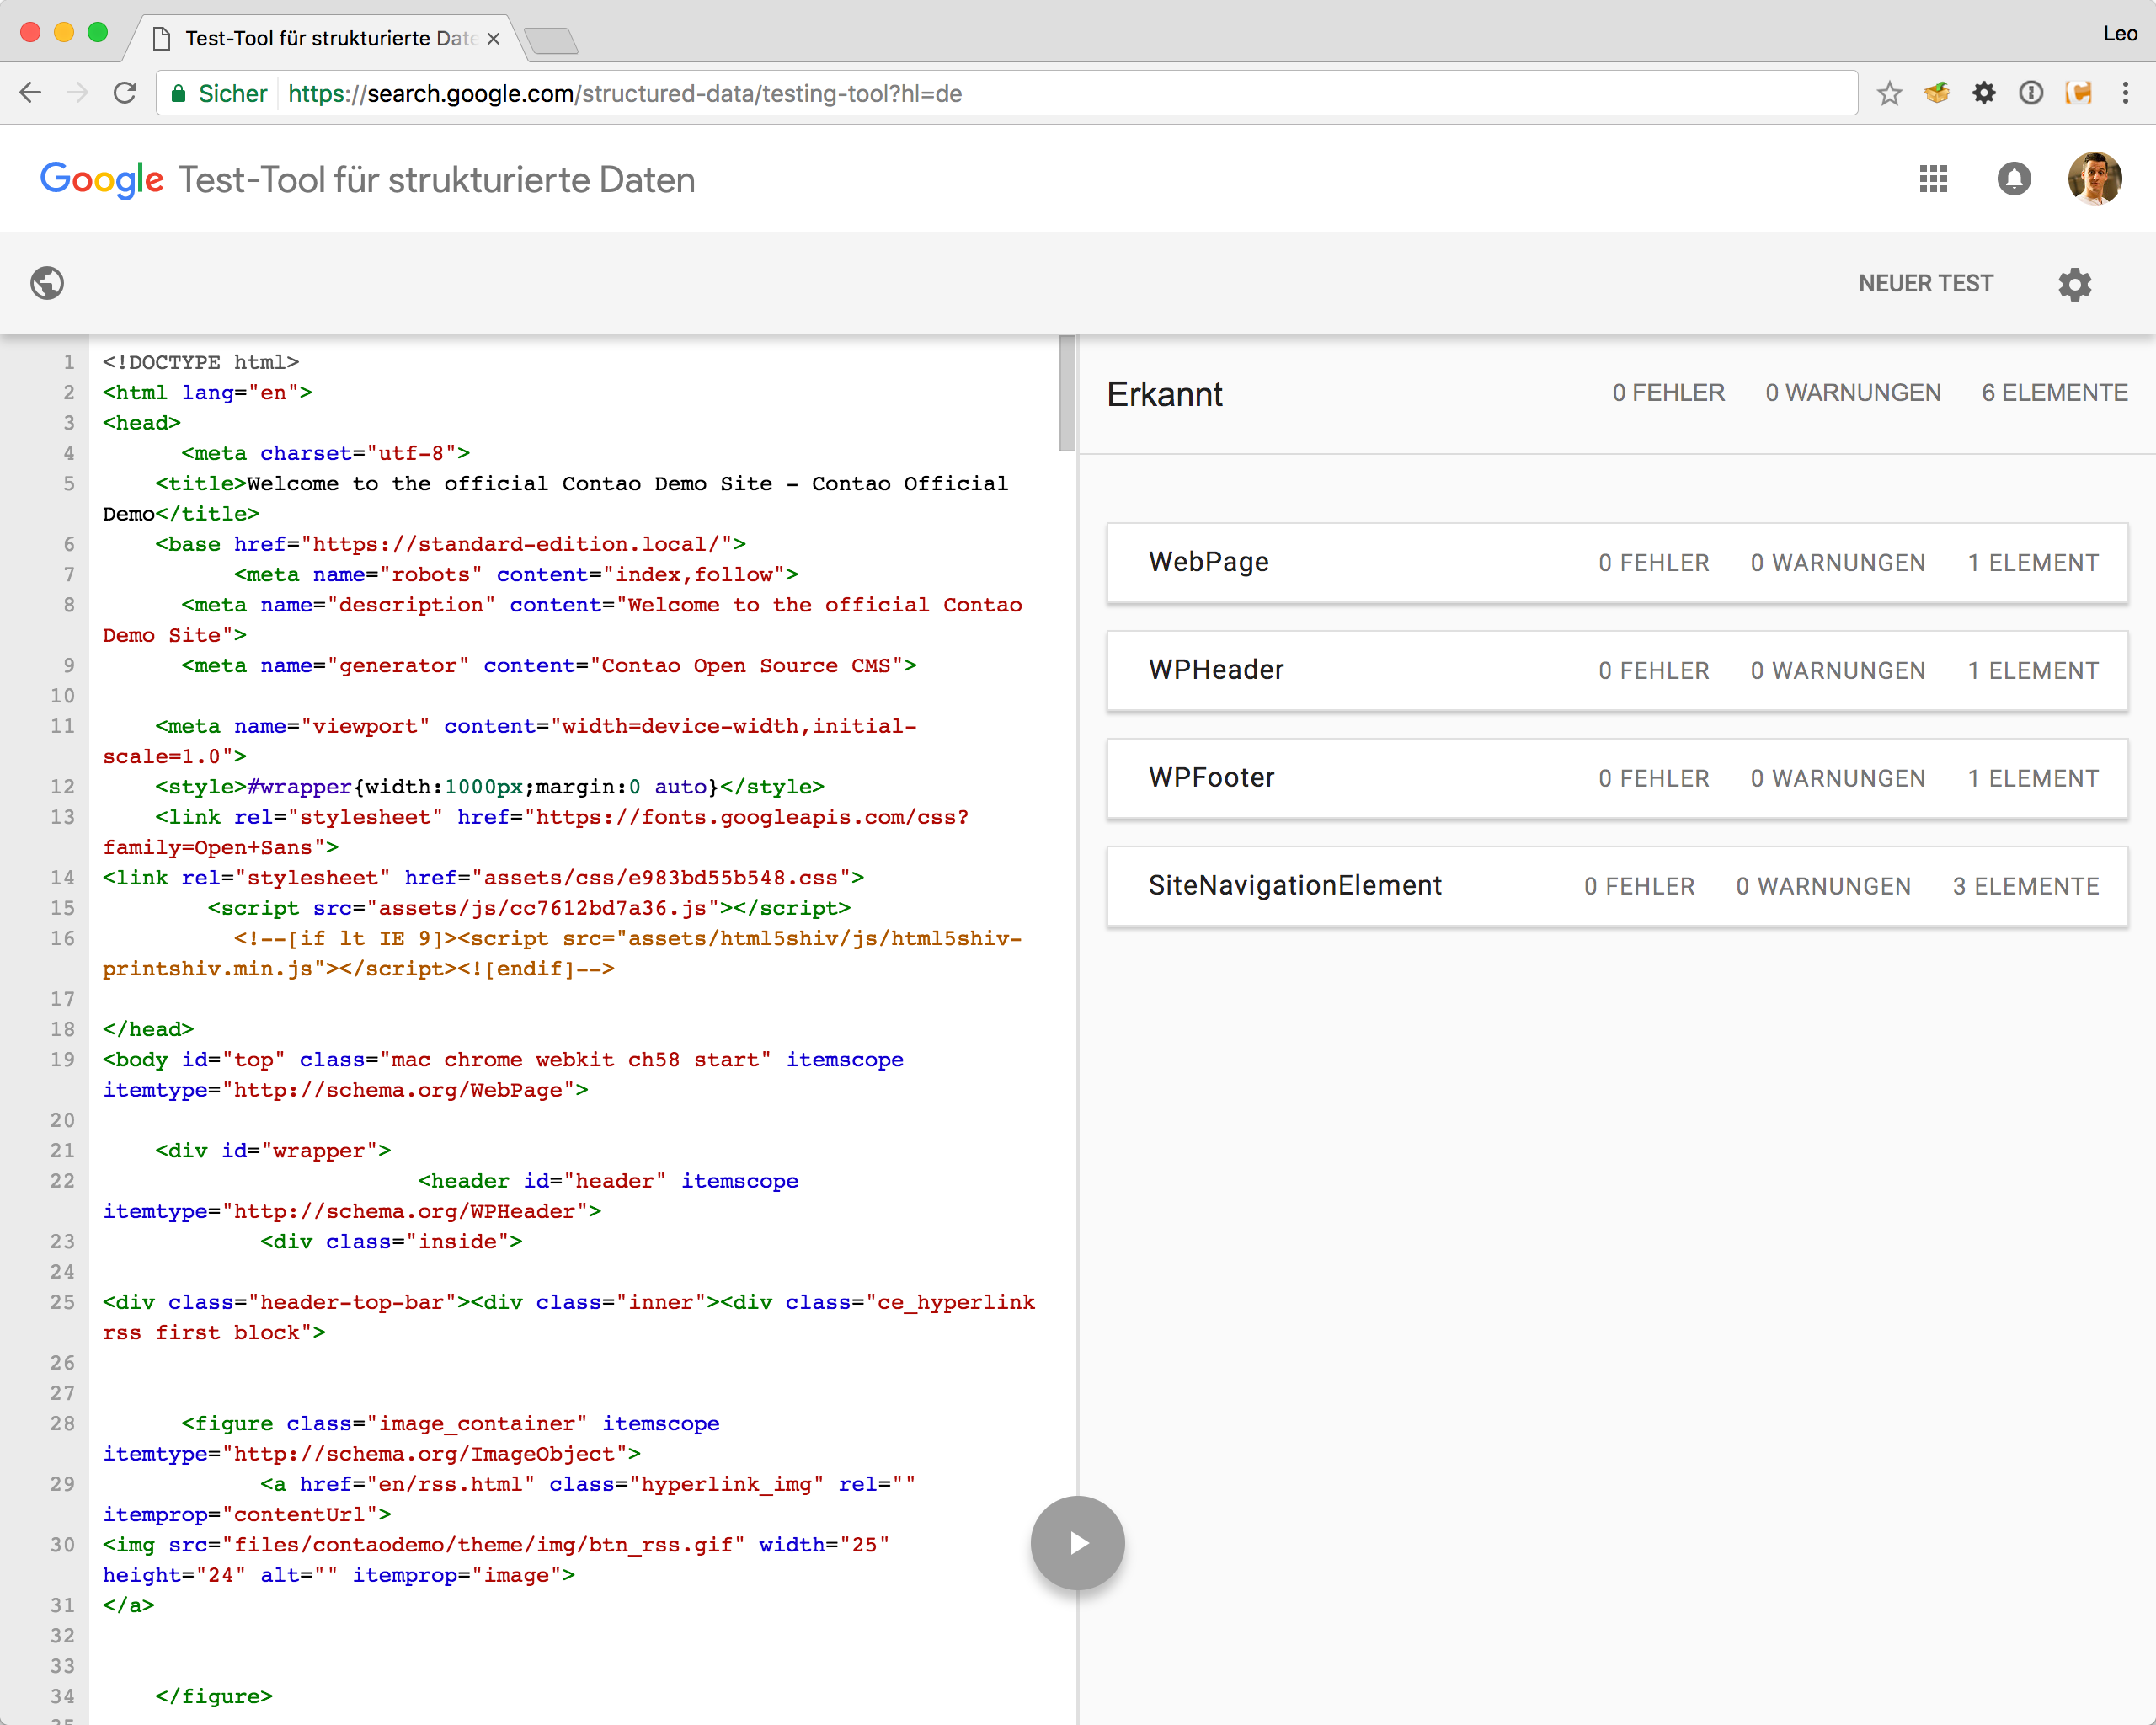 Test-Tool für strukturierte Date
Leo
Sicher https://search.google.com/structured-data/testing-tool?hl=de
Google Test-Tool für strukturierte Daten
NEUER TEST
1 <!DOCTYPE html>
2 <html lang="en">
3 <head>
4 <meta charset="utf-8">
5 <title>Welcome to the official Contao Demo Site - Contao Official
Demo</title>
6 <base href="https://standard-edition.local/">
7 <meta name="robots" content="index,follow">
8 <meta name="description" content="Welcome to the official Contao
Demo Site">
9 <meta name="generator" content="Contao Open Source CMS">
10
11 <meta name="viewport" content="width=device-width,initial-
scale=1.0">
12 <style>#wrapper{width:1000px;margin:0 auto}</style>
13 <link rel="stylesheet" href="https://fonts.googleapis.com/css?
family=Open+Sans">
14 <link rel="stylesheet" href="assets/css/e983bd55b548.css">
15 <script src="assets/js/cc7612bd7a36.js"></script>
16 <!--[if lt IE 9]><script src="assets/html5shiv/js/html5shiv-
printshiv.min.js"></script><![endif]-->
17
18 </head>
19 <body id="top" class="mac chrome webkit ch58 start" itemscope
itemtype="http://schema.org/WebPage">
20
21 <div id="wrapper">
22 <header id="header" itemscope
itemtype="http://schema.org/WPHeader">
23 <div class="inside">
24
25 <div class="header-top-bar"><div class="inner"><div class="ce_hyperlink
rss first block">
26
27
28 <figure class="image_container" itemscope
itemtype="http://schema.org/ImageObject">
29 <a href="en/rss.html" class="hyperlink_img" rel=""
itemprop="contentUrl">
30 <img src="files/contaodemo/theme/img/btn_rss.gif" width="25"
height="24" alt="" itemprop="image">
31 </a>
32
33
34 </figure>
35
Erkannt 0 FEHLER 0 WARNUNGEN 6 ELEMENTE
WebPage 0 FEHLER 0 WARNUNGEN 1 ELEMENT
WPHeader 0 FEHLER 0 WARNUNGEN 1 ELEMENT
WPFooter 0 FEHLER 0 WARNUNGEN 1 ELEMENT
SiteNavigationElement 0 FEHLER 0 WARNUNGEN 3 ELEMENTE